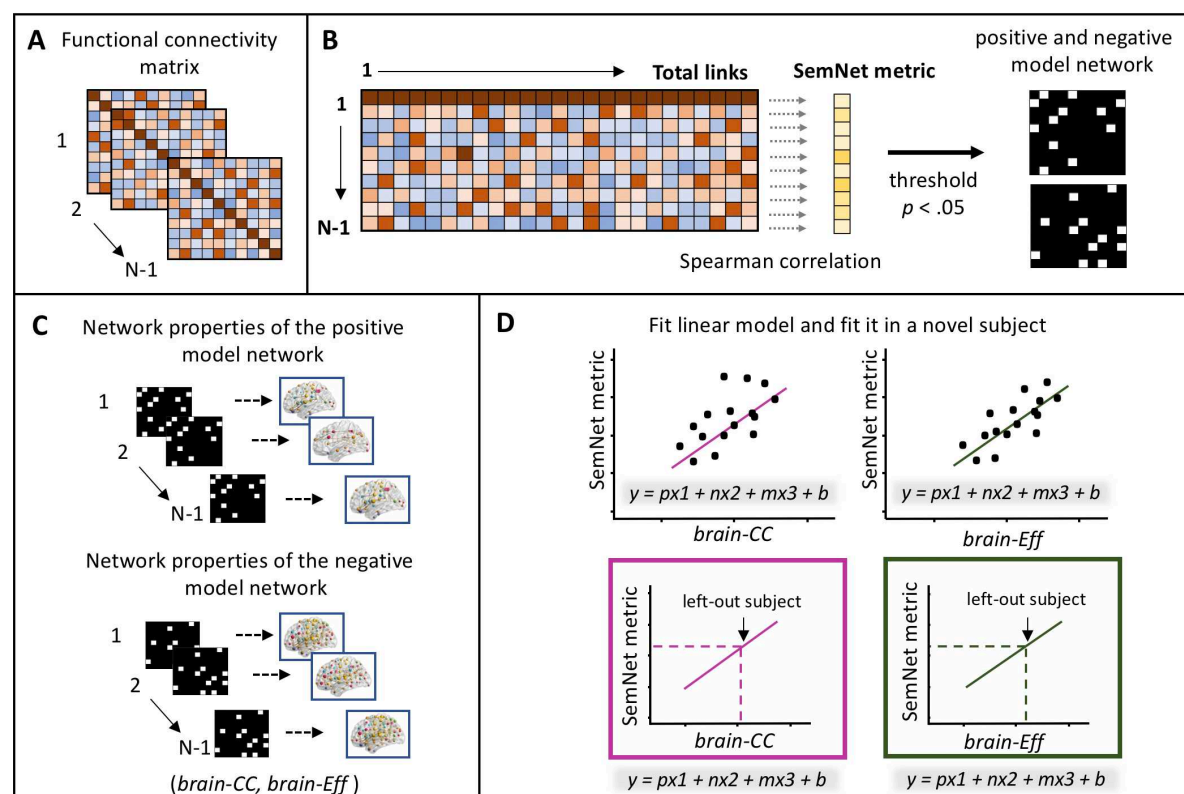 A
Functional connectivity
matrix
1
2
N-1
B
1
Total links
SemNet metric
positive and negative
model network
1
N-1
threshold
p < .05
Spearman correlation
C
Network properties of the positive
model network
1
2
N-1
Network properties of the negative
model network
1
2
N-1
(brain-CC, brain-Eff )
D
Fit linear model and fit it in a novel subject
SemNet metric
y = px1 + nx2 + mx3 + b
brain-CC
SemNet metric
y = px1 + nx2 + mx3 + b
brain-Eff
SemNet metric
left-out subject
brain-CC
y = px1 + nx2 + mx3 + b
SemNet metric
left-out subject
brain-Eff
y = px1 + nx2 + mx3 + b